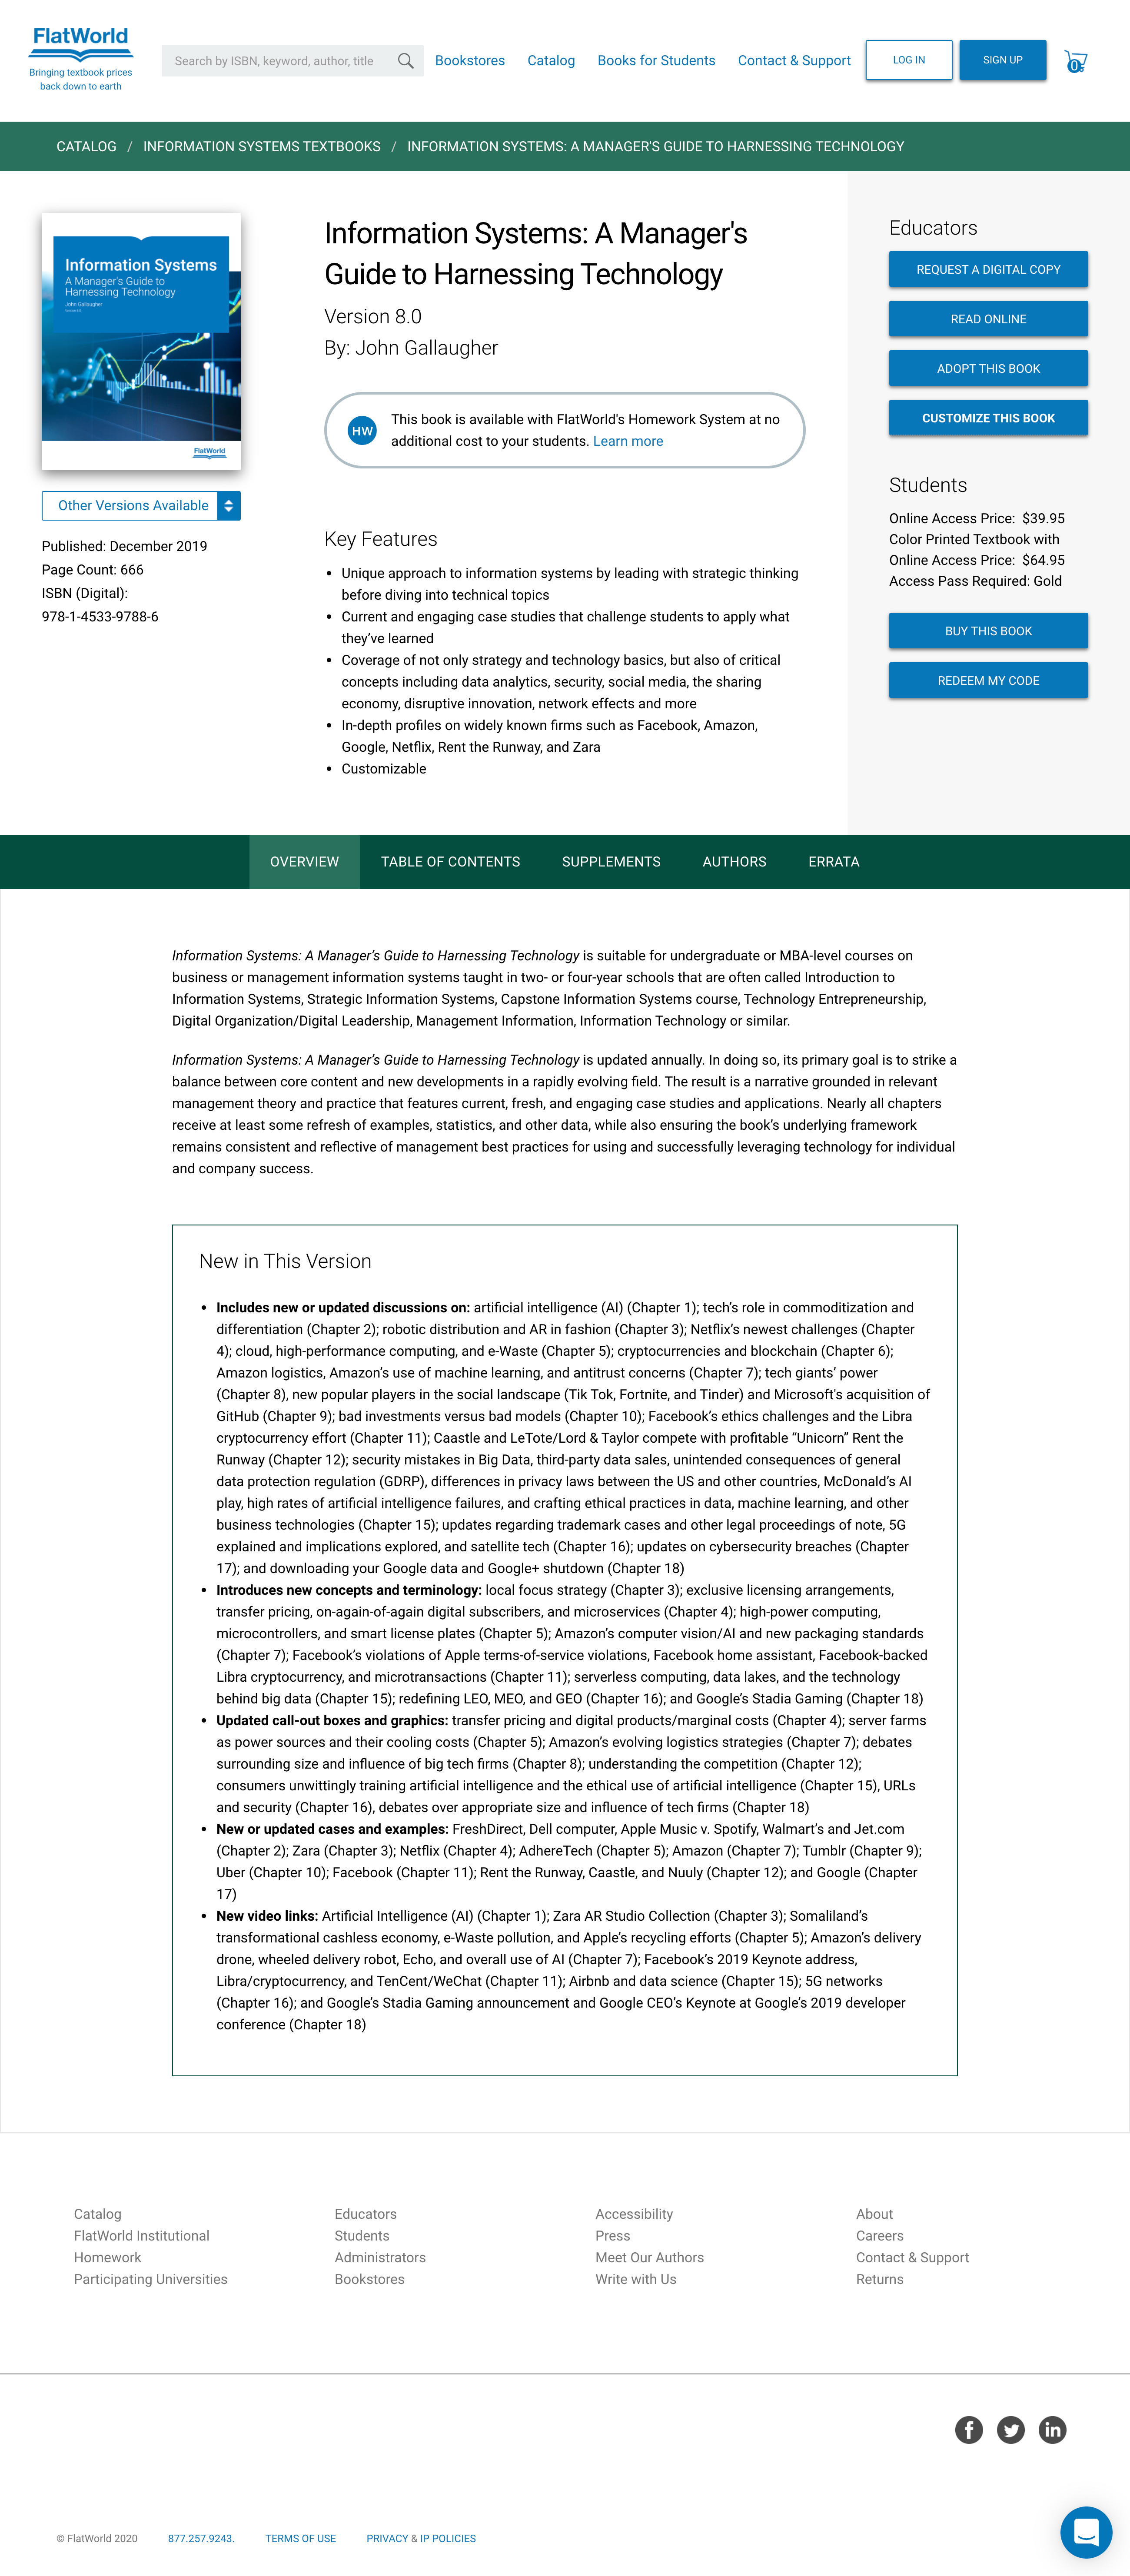 FlatWorld
Bringing textbook prices
back down to earth
Search by ISBN, keyword, author, title
Bookstores
Catalog
Books for Students
Contact & Support
LOG IN
SIGN UP
0
CATALOG / INFORMATION SYSTEMS TEXTBOOKS / INFORMATION SYSTEMS: A MANAGER'S GUIDE TO HARNESSING TECHNOLOGY
Information Systems
A Manager's Guide to
Harnessing Technology
John Gallaugher
FlatWorld
Other Versions Available
Published: December 2019
Page Count: 666
ISBN (Digital):
978-1-4533-9788-6
Information Systems: A Manager's
Guide to Harnessing Technology
Version 8.0
By: John Gallaugher
HW
This book is available with FlatWorld's Homework System at no
additional cost to your students. Learn more
Key Features
• Unique approach to information systems by leading with strategic thinking
before diving into technical topics
• Current and engaging case studies that challenge students to apply what
they’ve learned
• Coverage of not only strategy and technology basics, but also of critical
concepts including data analytics, security, social media, the sharing
economy, disruptive innovation, network effects and more
• In-depth profiles on widely known firms such as Facebook, Amazon,
Google, Netflix, Rent the Runway, and Zara
• Customizable
Educators
REQUEST A DIGITAL COPY
READ ONLINE
ADOPT THIS BOOK
CUSTOMIZE THIS BOOK
Students
Online Access Price: $39.95
Color Printed Textbook with
Online Access Price: $64.95
Access Pass Required: Gold
BUY THIS BOOK
REDEEM MY CODE
OVERVIEW
TABLE OF CONTENTS
SUPPLEMENTS
AUTHORS
ERRATA
Information Systems: A Manager’s Guide to Harnessing Technology is suitable for undergraduate or MBA-level courses on
business or management information systems taught in two- or four-year schools that are often called Introduction to
Information Systems, Strategic Information Systems, Capstone Information Systems course, Technology Entrepreneurship,
Digital Organization/Digital Leadership, Management Information, Information Technology or similar.
Information Systems: A Manager’s Guide to Harnessing Technology is updated annually. In doing so, its primary goal is to strike a
balance between core content and new developments in a rapidly evolving field. The result is a narrative grounded in relevant
management theory and practice that features current, fresh, and engaging case studies and applications. Nearly all chapters
receive at least some refresh of examples, statistics, and other data, while also ensuring the book’s underlying framework
remains consistent and reflective of management best practices for using and successfully leveraging technology for individual
and company success.
New in This Version
• Includes new or updated discussions on: artificial intelligence (AI) (Chapter 1); tech’s role in commoditization and
differentiation (Chapter 2); robotic distribution and AR in fashion (Chapter 3); Netflix’s newest challenges (Chapter
4); cloud, high-performance computing, and e-Waste (Chapter 5); cryptocurrencies and blockchain (Chapter 6);
Amazon logistics, Amazon’s use of machine learning, and antitrust concerns (Chapter 7); tech giants’ power
(Chapter 8), new popular players in the social landscape (Tik Tok, Fortnite, and Tinder) and Microsoft's acquisition of
GitHub (Chapter 9); bad investments versus bad models (Chapter 10); Facebook’s ethics challenges and the Libra
cryptocurrency effort (Chapter 11); Caastle and LeTote/Lord & Taylor compete with profitable “Unicorn” Rent the
Runway (Chapter 12); security mistakes in Big Data, third-party data sales, unintended consequences of general
data protection regulation (GDRP), differences in privacy laws between the US and other countries, McDonald’s AI
play, high rates of artificial intelligence failures, and crafting ethical practices in data, machine learning, and other
business technologies (Chapter 15); updates regarding trademark cases and other legal proceedings of note, 5G
explained and implications explored, and satellite tech (Chapter 16); updates on cybersecurity breaches (Chapter
17); and downloading your Google data and Google+ shutdown (Chapter 18)
• Introduces new concepts and terminology: local focus strategy (Chapter 3); exclusive licensing arrangements,
transfer pricing, on-again-of-again digital subscribers, and microservices (Chapter 4); high-power computing,
microcontrollers, and smart license plates (Chapter 5); Amazon’s computer vision/AI and new packaging standards
(Chapter 7); Facebook’s violations of Apple terms-of-service violations, Facebook home assistant, Facebook-backed
Libra cryptocurrency, and microtransactions (Chapter 11); serverless computing, data lakes, and the technology
behind big data (Chapter 15); redefining LEO, MEO, and GEO (Chapter 16); and Google’s Stadia Gaming (Chapter 18)
• Updated call-out boxes and graphics: transfer pricing and digital products/marginal costs (Chapter 4); server farms
as power sources and their cooling costs (Chapter 5); Amazon’s evolving logistics strategies (Chapter 7); debates
surrounding size and influence of big tech firms (Chapter 8); understanding the competition (Chapter 12);
consumers unwittingly training artificial intelligence and the ethical use of artificial intelligence (Chapter 15), URLs
and security (Chapter 16), debates over appropriate size and influence of tech firms (Chapter 18)
• New or updated cases and examples: FreshDirect, Dell computer, Apple Music v. Spotify, Walmart’s and Jet.com
(Chapter 2); Zara (Chapter 3); Netflix (Chapter 4); AdhereTech (Chapter 5); Amazon (Chapter 7); Tumblr (Chapter 9);
Uber (Chapter 10); Facebook (Chapter 11); Rent the Runway, Caastle, and Nuuly (Chapter 12); and Google (Chapter
17)
• New video links: Artificial Intelligence (AI) (Chapter 1); Zara AR Studio Collection (Chapter 3); Somaliland’s
transformational cashless economy, e-Waste pollution, and Apple’s recycling efforts (Chapter 5); Amazon’s delivery
drone, wheeled delivery robot, Echo, and overall use of AI (Chapter 7); Facebook’s 2019 Keynote address,
Libra/cryptocurrency, and TenCent/WeChat (Chapter 11); Airbnb and data science (Chapter 15); 5G networks
(Chapter 16); and Google’s Stadia Gaming announcement and Google CEO’s Keynote at Google’s 2019 developer
conference (Chapter 18)
Catalog
FlatWorld Institutional
Homework
Participating Universities
Educators
Students
Administrators
Bookstores
Accessibility
Press
Meet Our Authors
Write with Us
About
Careers
Contact & Support
Returns
© FlatWorld 2020
877.257.9243.
TERMS OF USE
PRIVACY & IP POLICIES